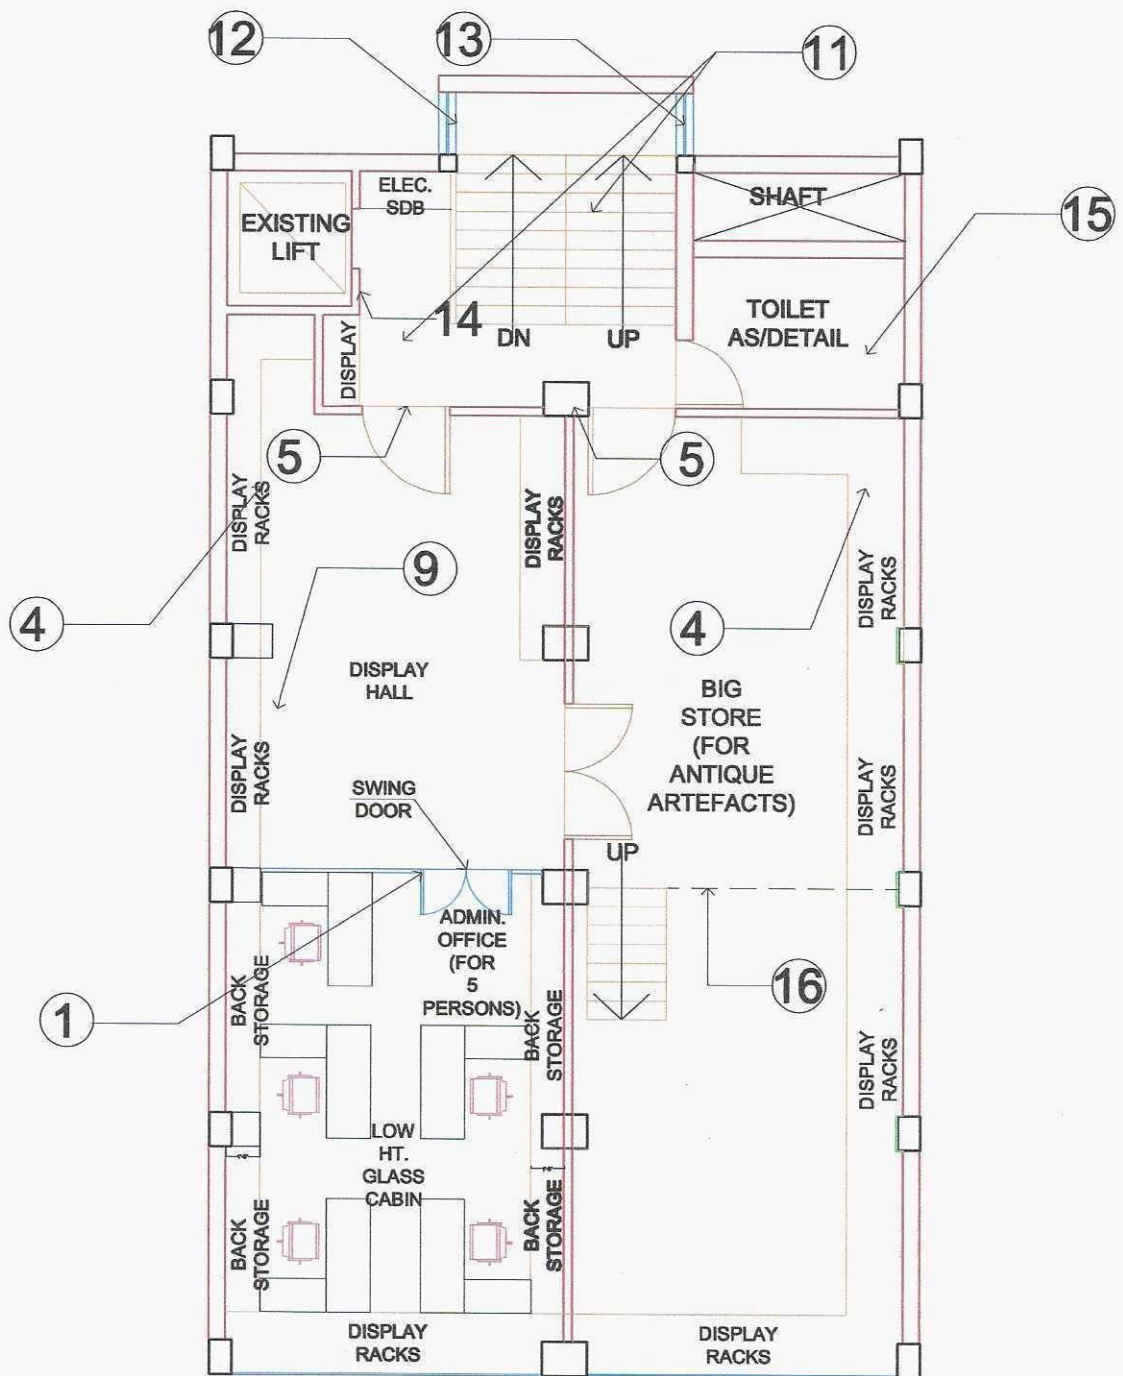 12
13
11
ELEC.
SDB
SHAFT
EXISTING
LIFT
15
14
TOILET
AS/DETAIL
DN
UP
DISPLAY
5
5
DISPLAY
RACKS
DISPLAY
RACKS
9
4
4
DISPLAY
RACKS
DISPLAY
HALL
BIG
STORE
(FOR
ANTIQUE
ARTEFACTS)
DISPLAY
RACKS
DISPLAY
RACKS
SWING
DOOR
UP
ADMIN.
OFFICE
(FOR
5
PERSONS)
16
1
BACK
STORAGE
BACK
STORAGE
DISPLAY
RACKS
LOW
HT.
GLASS
CABIN
BACK
STORAGE
BACK
STORAGE
DISPLAY
RACKS
DISPLAY
RACKS